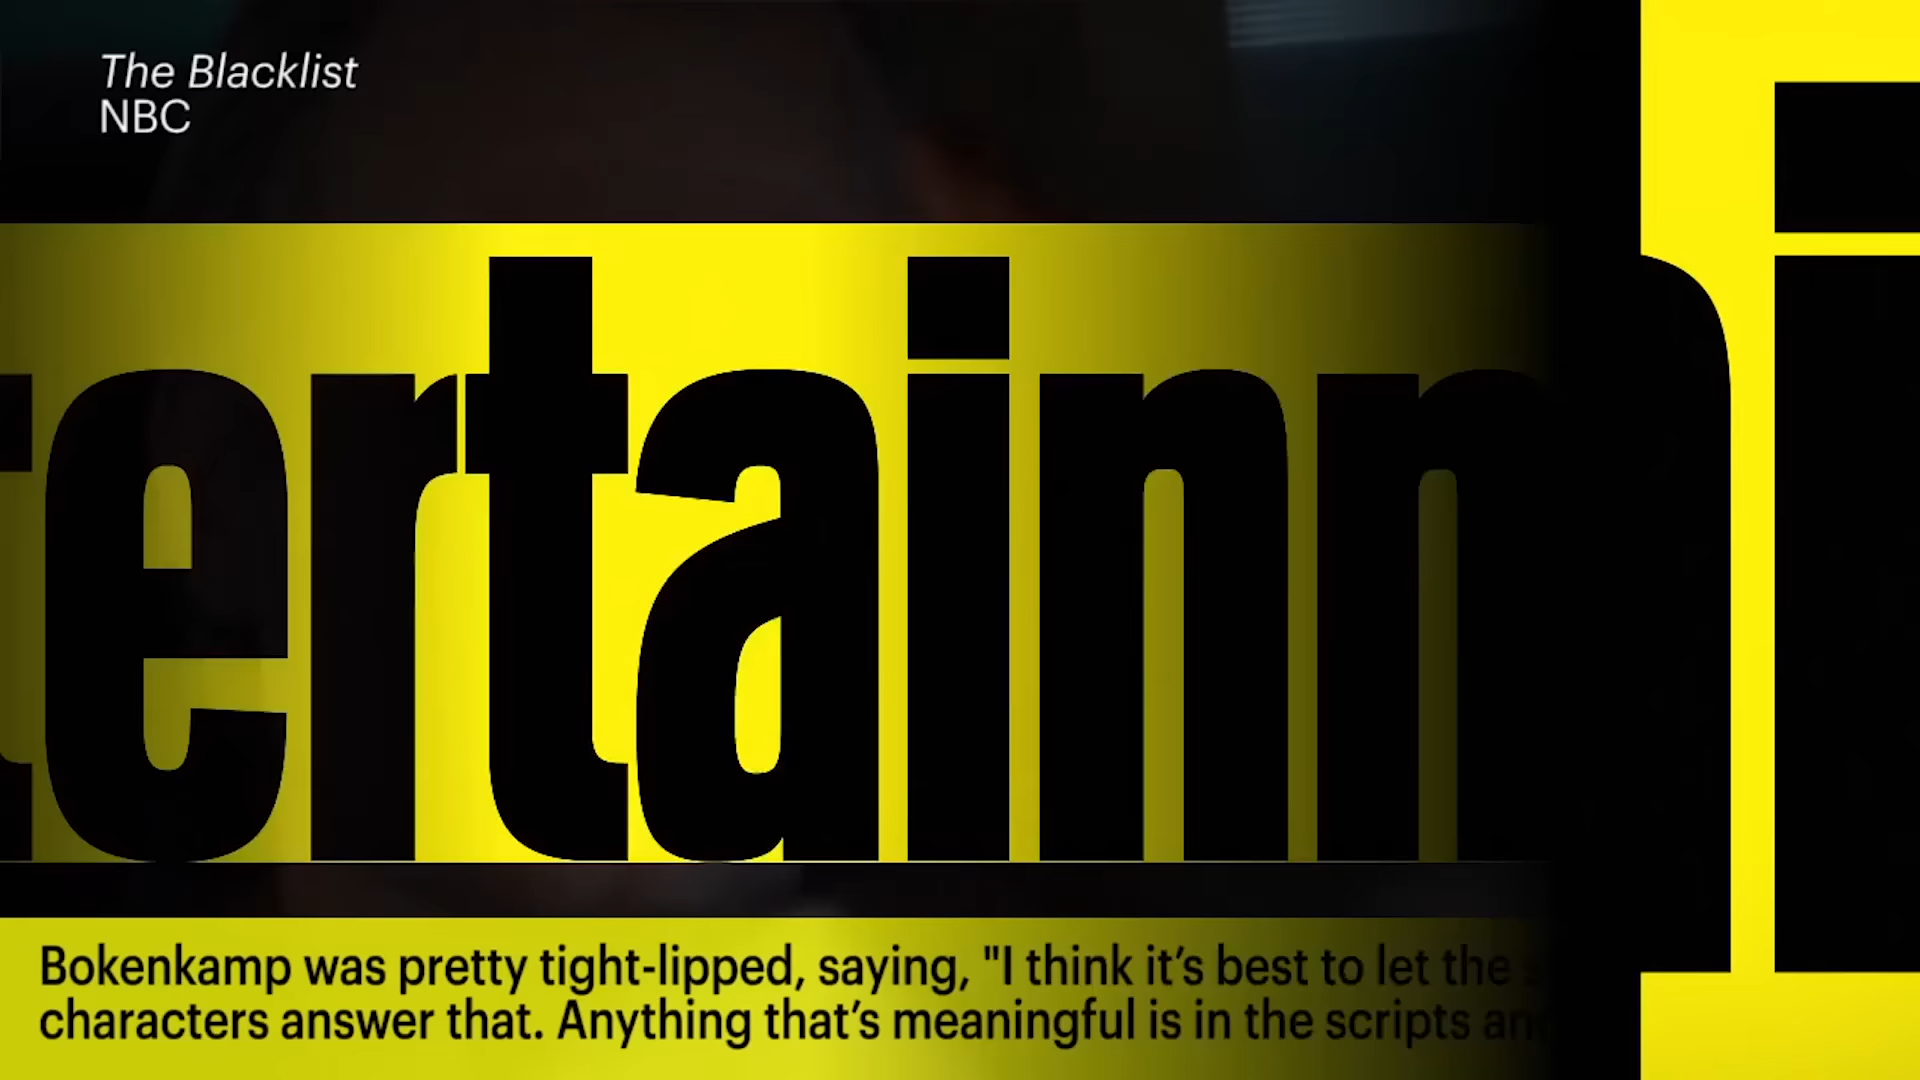 The Blacklist
NBC
tertainm
Bokenkamp was pretty tight-lipped, saying, "I think it’s best to let the
characters answer that. Anything that’s meaningful is in the scripts